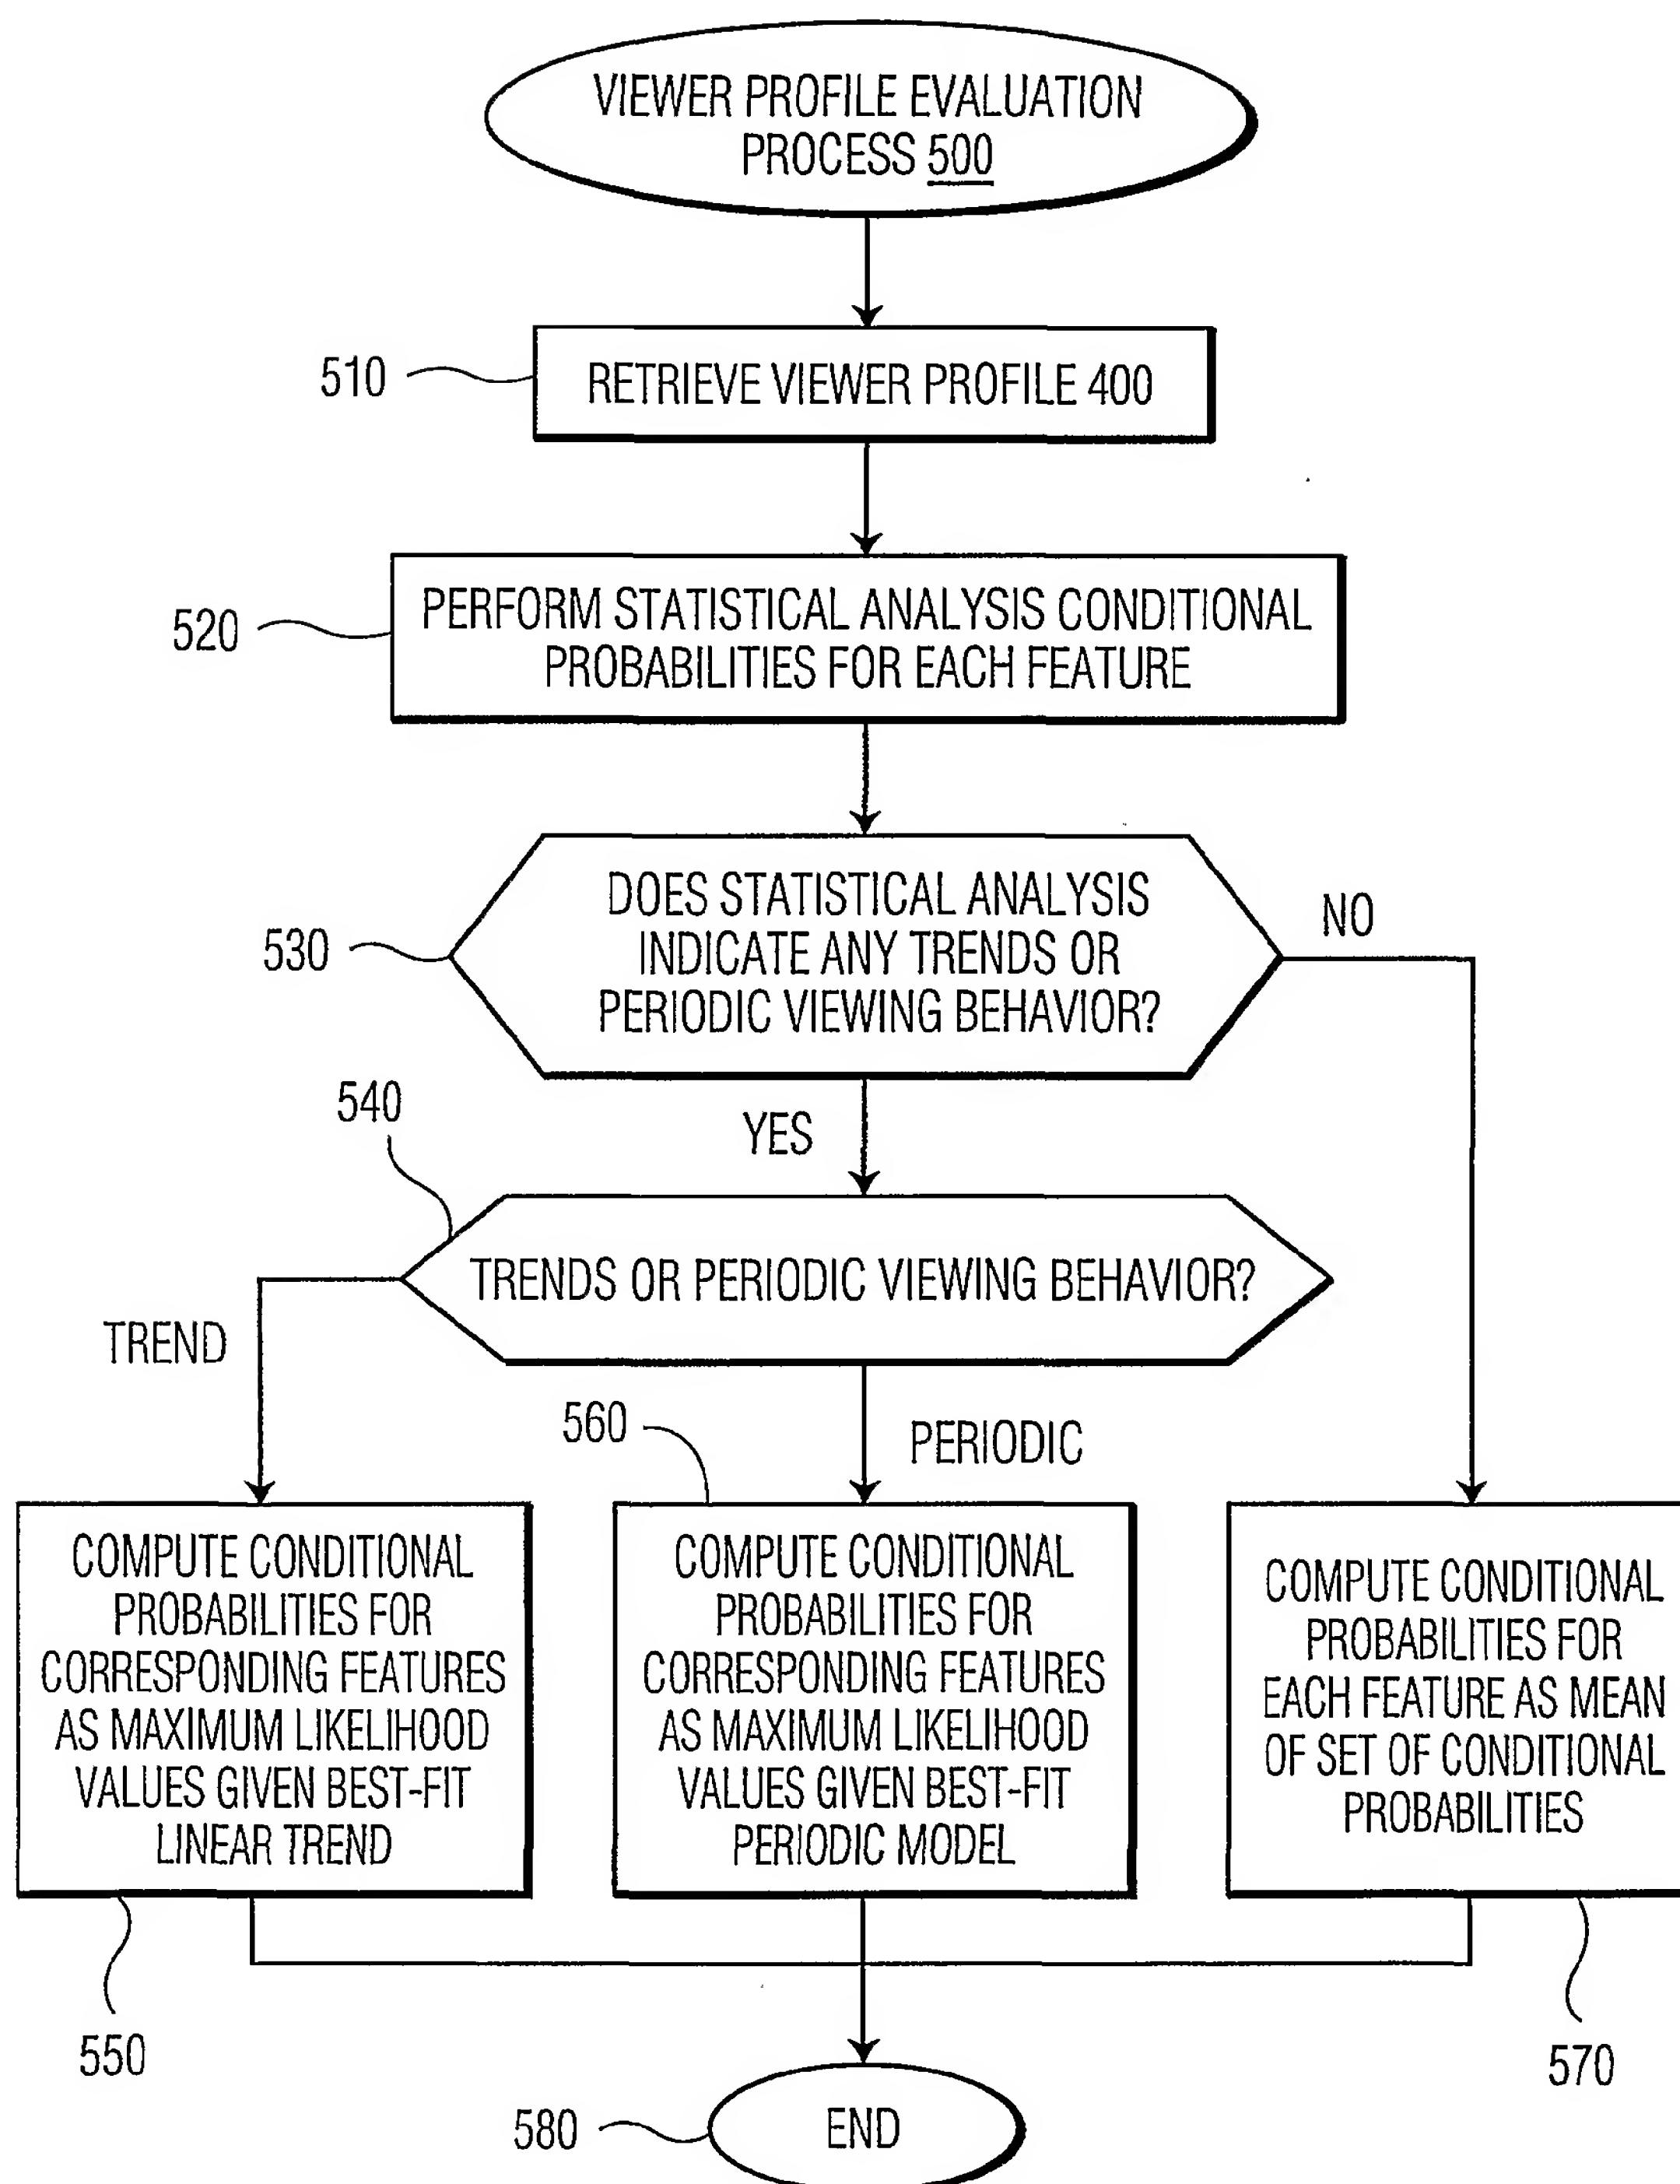 VIEWER PROFILE EVALUATION
PROCESS 500
510
RETRIEVE VIEWER PROFILE 400
520
PERFORM STATISTICAL ANALYSIS CONDITIONAL
PROBABILITIES FOR EACH FEATURE
530
DOES STATISTICAL ANALYSIS
INDICATE ANY TRENDS OR
PERIODIC VIEWING BEHAVIOR?
NO
YES
540
TRENDS OR PERIODIC VIEWING BEHAVIOR?
TREND
560
PERIODIC
COMPUTE CONDITIONAL
PROBABILITIES FOR
CORRESPONDING FEATURES
AS MAXIMUM LIKELIHOOD
VALUES GIVEN BEST-FIT
LINEAR TREND
COMPUTE CONDITIONAL
PROBABILITIES FOR
CORRESPONDING FEATURES
AS MAXIMUM LIKELIHOOD
VALUES GIVEN BEST-FIT
PERIODIC MODEL
COMPUTE CONDITIONAL
PROBABILITIES FOR
EACH FEATURE AS MEAN
OF SET OF CONDITIONAL
PROBABILITIES
550
570
580
END